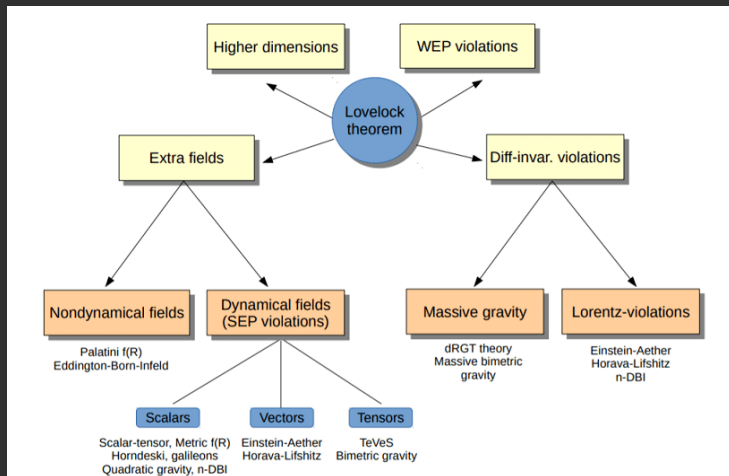 Higher dimensions
WEP violations
Lovelock
theorem
Extra fields
Diff-invar. violations
Nondynamical fields
Dynamical fields
(SEP violations)
Massive gravity
Lorentz-violations
Palatini f(R)
Eddington-Born-Infeld
dRGT theory
Massive bimetric
gravity
Einstein-Aether
Horava-Lifshitz
n-DBI
Scalars
Vectors
Tensors
Scalar-tensor, Metric f(R)
Horndeski, galileons
Quadratic gravity, n-DBI
Einstein-Aether
Horava-Lifshitz
TeVeS
Bimetric gravity